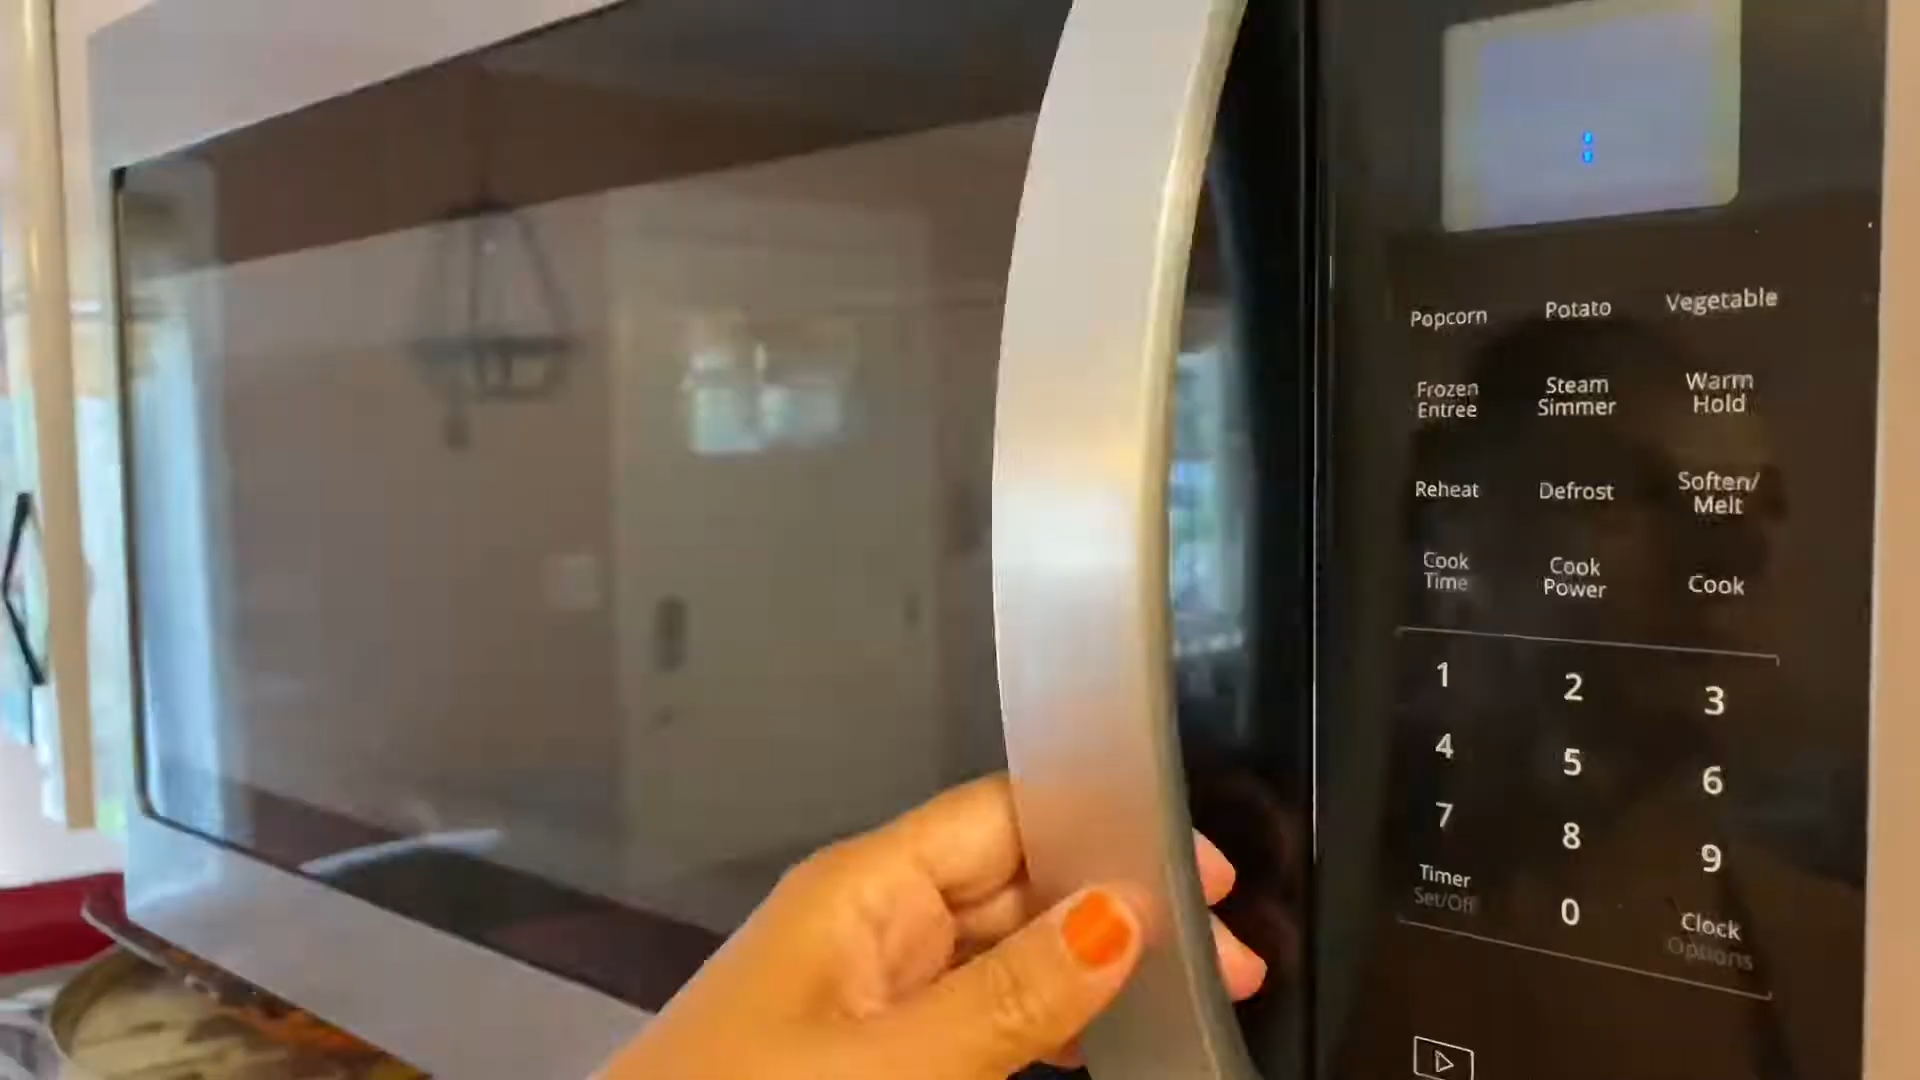 :
Popcorn Potato Vegetable
Frozen Entree
Steam Simmer
Warm Hold
Reheat Defrost
Soften/ Melt
Cook Time
Cook Power
Cook
1 2 3
4 5 6
7 8 9
Timer Set/Off
0
Clock Options